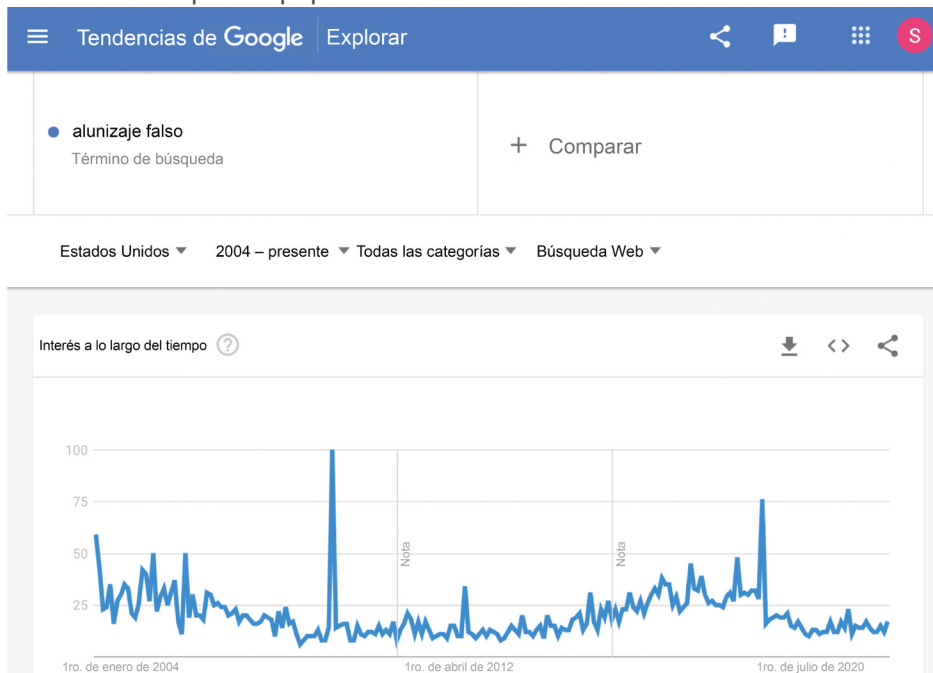 Tendencias de Google Explorar
S
alunizaje falso
Término de búsqueda
+ Comparar
Estados Unidos 2004 – presente Todas las categorías Búsqueda Web
Interés a lo largo del tiempo ?
100
75
50
25
Nota
Nota
1ro. de enero de 2004 1ro. de abril de 2012 1ro. de julio de 2020